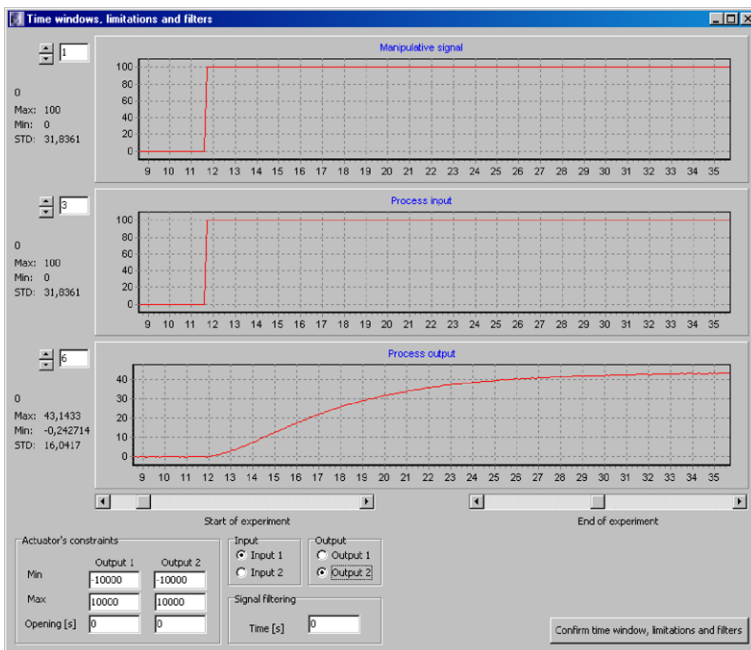 Time windows, limitations and filters
1
0
Max: 100
Min: 0
STD: 31,8361
Manipulative signal
100
80
60
40
20
0
9 10 11 12 13 14 15 16 17 18 19 20 21 22 23 24 25 26 27 28 29 30 31 32 33 34 35
3
0
Max: 100
Min: 0
STD: 31,8361
Process input
100
80
60
40
20
0
9 10 11 12 13 14 15 16 17 18 19 20 21 22 23 24 25 26 27 28 29 30 31 32 33 34 35
6
0
Max: 43,1433
Min: -0,242714
STD: 16,0417
Process output
40
30
20
10
0
9 10 11 12 13 14 15 16 17 18 19 20 21 22 23 24 25 26 27 28 29 30 31 32 33 34 35
Start of experiment
End of experiment
Actuator's constraints
Output 1 Output 2
Min -10000 -10000
Max 10000 10000
Opening [s] 0 0
Input
Input 1
Input 2
Output
Output 1
Output 2
Signal filtering
Time [s] 0
Confirm time window, limitations and filters